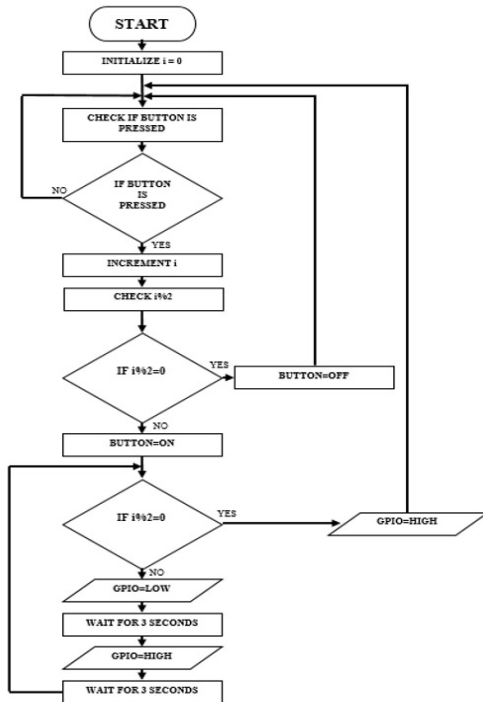 START
INITIALIZE i = 0
CHECK IF BUTTON IS
PRESSED
NO
IF BUTTON
IS
PRESSED
YES
INCREMENT i
CHECK i%2
IF i%2=0
YES
BUTTON=OFF
NO
BUTTON=ON
IF i%2=0
YES
GPIO=HIGH
NO
GPIO=LOW
WAIT FOR 3 SECONDS
GPIO=HIGH
WAIT FOR 3 SECONDS